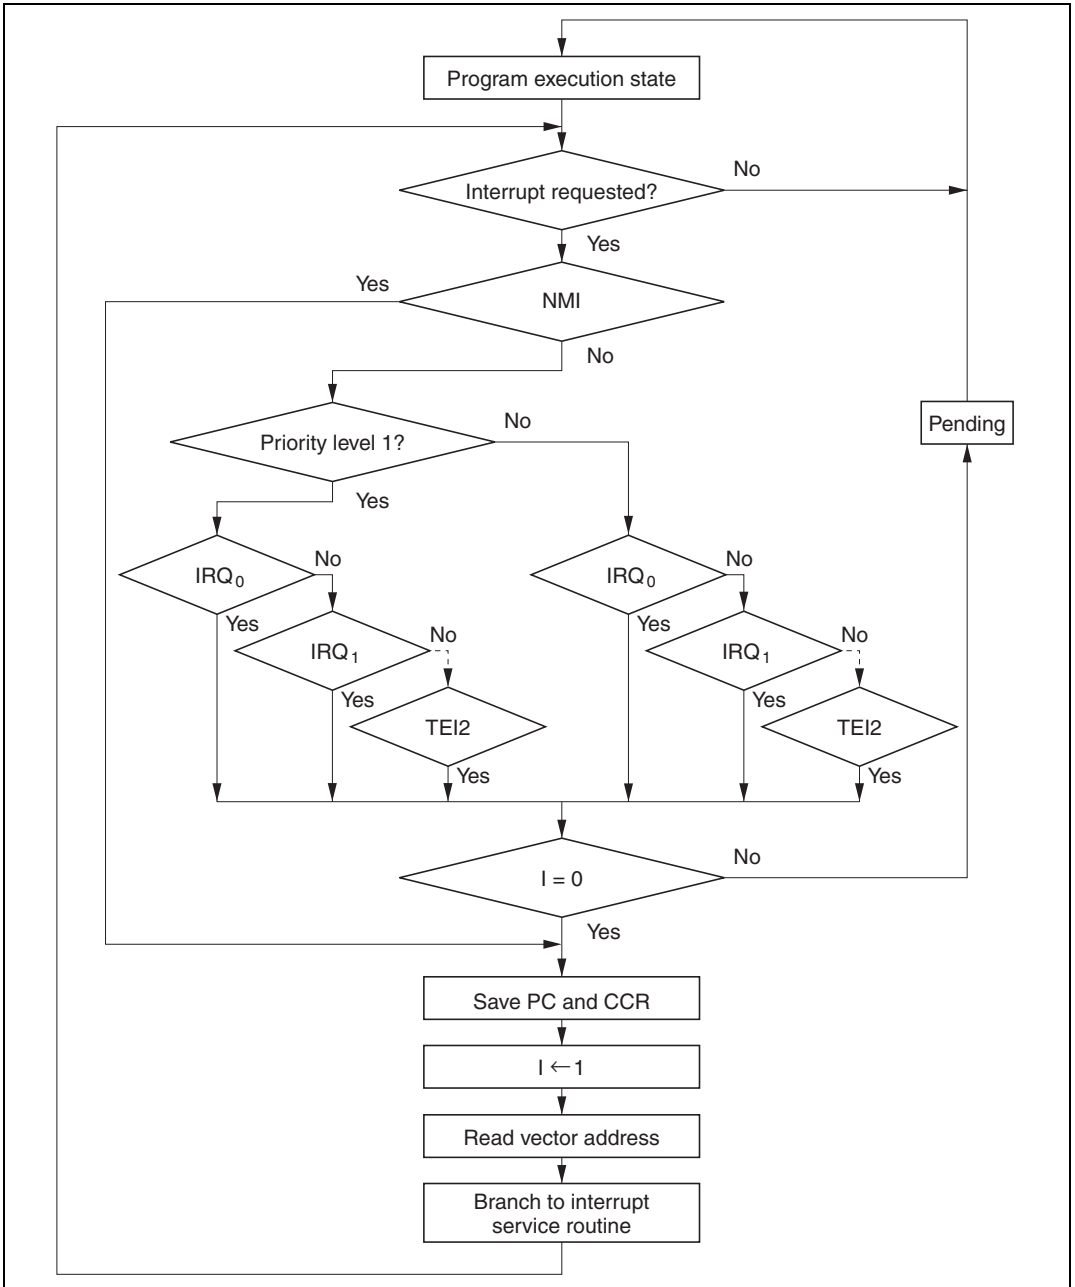 Program execution state
Interrupt requested?
No
Yes
NMI
Yes
No
Priority level 1?
No
Pending
Yes
IRQ0
No
Yes
IRQ1
No
Yes
TEI2
Yes
IRQ0
No
Yes
IRQ1
No
Yes
TEI2
Yes
I = 0
No
Yes
Save PC and CCR
I ← 1
Read vector address
Branch to interrupt
service routine